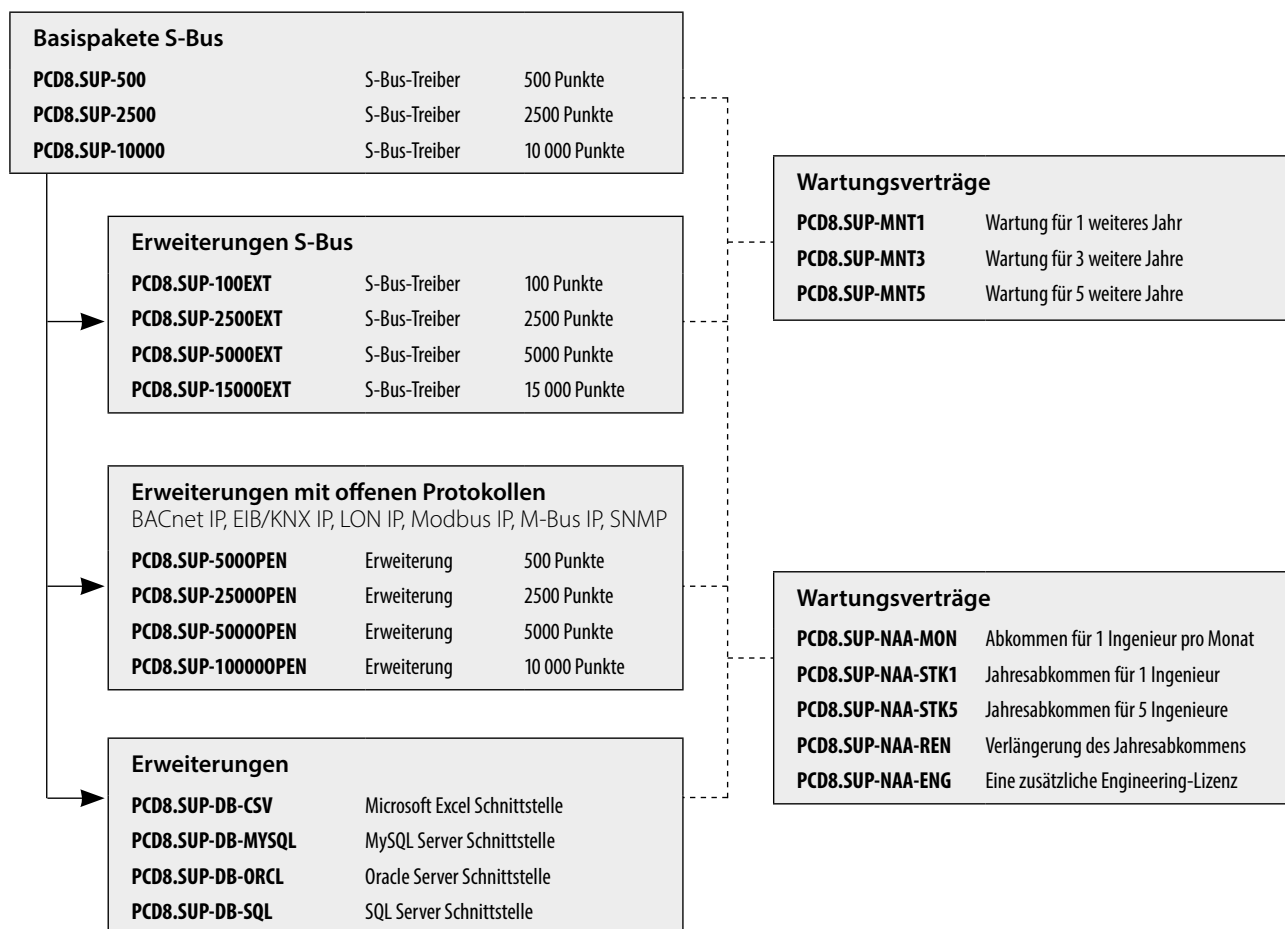 Basispakete S-Bus
PCD8.SUP-500 S-Bus-Treiber 500 Punkte
PCD8.SUP-2500 S-Bus-Treiber 2500 Punkte
PCD8.SUP-10000 S-Bus-Treiber 10 000 Punkte
Erweiterungen S-Bus
PCD8.SUP-100EXT S-Bus-Treiber 100 Punkte
PCD8.SUP-2500EXT S-Bus-Treiber 2500 Punkte
PCD8.SUP-5000EXT S-Bus-Treiber 5000 Punkte
PCD8.SUP-15000EXT S-Bus-Treiber 15 000 Punkte
Erweiterungen mit offenen Protokollen
BACnet IP, EIB/KNX IP, LON IP, Modbus IP, M-Bus IP, SNMP
PCD8.SUP-500OPEN Erweiterung 500 Punkte
PCD8.SUP-2500OPEN Erweiterung 2500 Punkte
PCD8.SUP-5000OPEN Erweiterung 5000 Punkte
PCD8.SUP-10000OPEN Erweiterung 10 000 Punkte
Erweiterungen
PCD8.SUP-DB-CSV Microsoft Excel Schnittstelle
PCD8.SUP-DB-MYSQL MySQL Server Schnittstelle
PCD8.SUP-DB-ORCL Oracle Server Schnittstelle
PCD8.SUP-DB-SQL SQL Server Schnittstelle
Wartungsverträge
PCD8.SUP-MNT1 Wartung für 1 weiteres Jahr
PCD8.SUP-MNT3 Wartung für 3 weitere Jahre
PCD8.SUP-MNT5 Wartung für 5 weitere Jahre
Wartungsverträge
PCD8.SUP-NAA-MON Abkommen für 1 Ingenieur pro Monat
PCD8.SUP-NAA-STK1 Jahresabkommen für 1 Ingenieur
PCD8.SUP-NAA-STK5 Jahresabkommen für 5 Ingenieure
PCD8.SUP-NAA-REN Verlängerung des Jahresabkommens
PCD8.SUP-NAA-ENG Eine zusätzliche Engineering-Lizenz